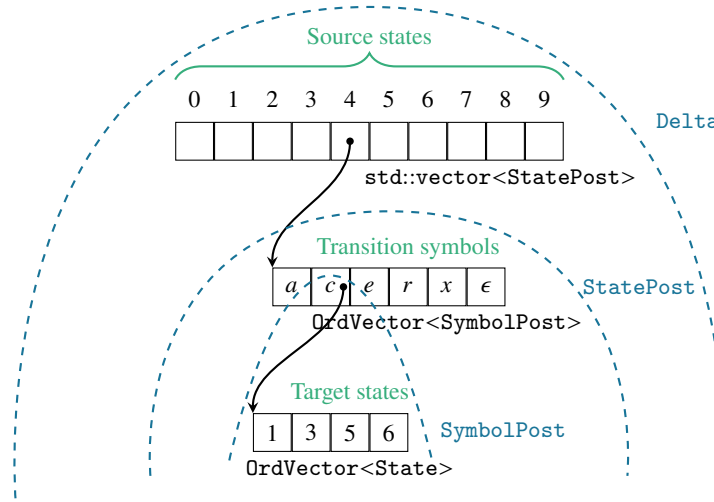 Source states
0 1 2 3 4 5 6 7 8 9
Delta
std::vector<StatePost>
Transition symbols
a c e r x ϵ
StatePost
OrdVector<SymbolPost>
Target states
1 3 5 6
SymbolPost
OrdVector<State>